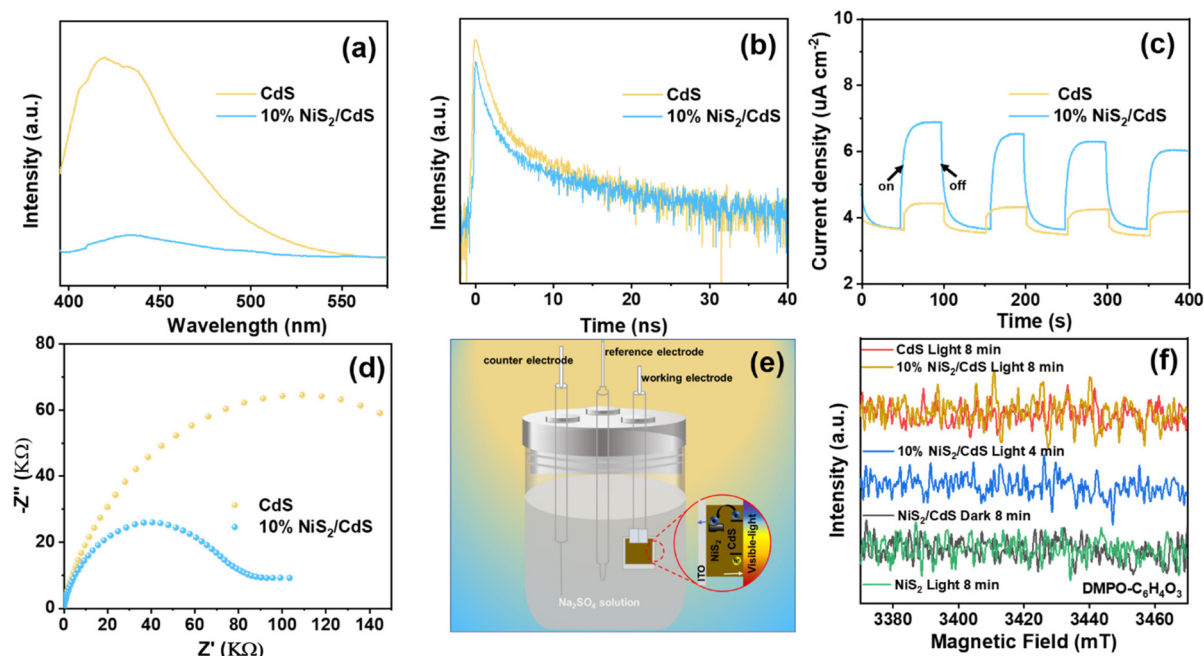 (a)
CdS
10% NiS₂/CdS
Intensity (a.u.)
400 450 500 550
Wavelength (nm)
(b)
CdS
10% NiS₂/CdS
Intensity (a.u.)
0 10 20 30 40
Time (ns)
(c)
CdS
10% NiS₂/CdS
on
off
Current density (uA cm⁻²)
10
8
6
4
2
0 100 200 300 400
Time (s)
(d)
CdS
10% NiS₂/CdS
-Z'' (KΩ)
80
60
40
20
0
0 20 40 60 80 100 120 140
Z' (KΩ)
(e)
counter electrode
reference electrode
working electrode
ITO
NiS₂
CdS
Visible-light
Na₂SO₄ solution
(f)
CdS Light 8 min
10% NiS₂/CdS Light 8 min
10% NiS₂/CdS Light 4 min
NiS₂/CdS Dark 8 min
NiS₂ Light 8 min
DMPO-C₆H₄O₃
Intensity (a.u.)
3380 3400 3420 3440 3460
Magnetic Field (mT)